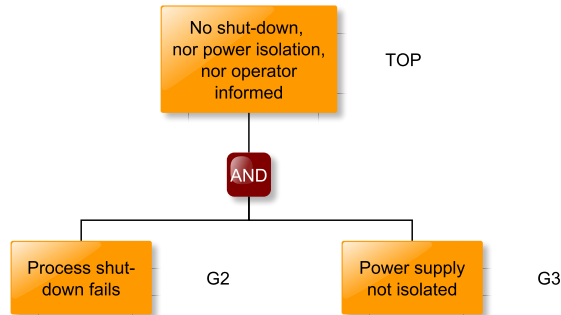 No shut-down,
nor power isolation,
nor operator
informed
TOP
AND
Process shut-
down fails
G2
Power supply
not isolated
G3